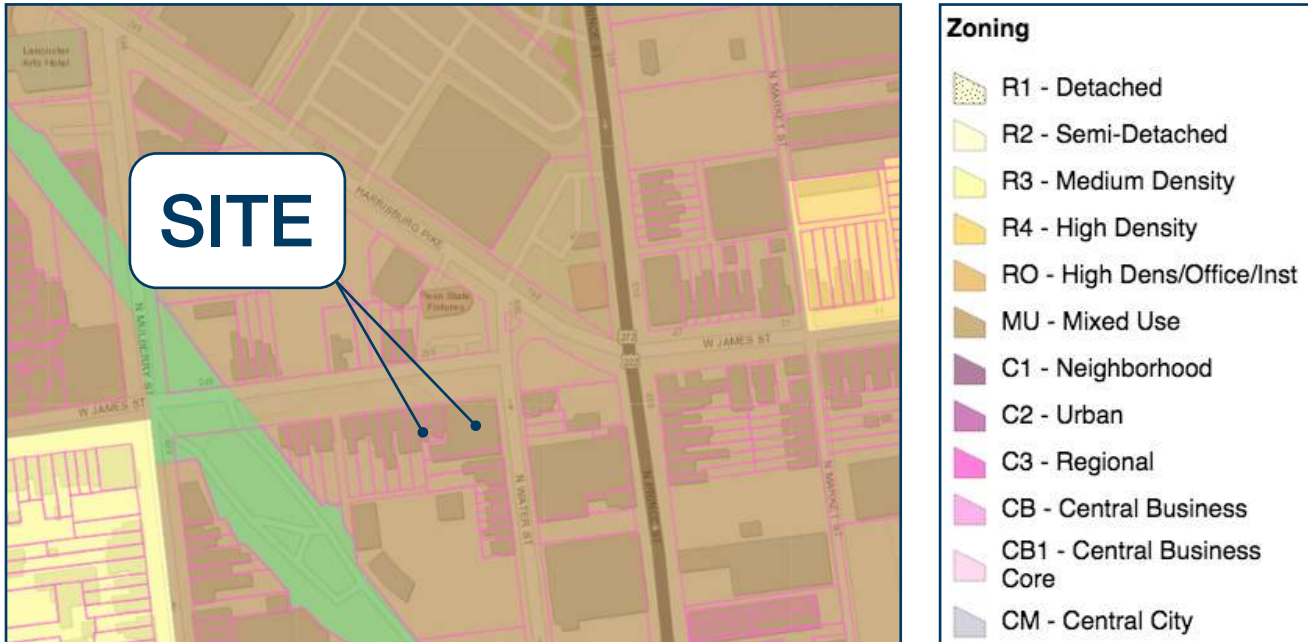 Lancaster
Arts Hotel
SITE
HARRISBURG PIKE
Penn State
Fixtures
N MULBERRY ST
W JAMES ST
W JAMES ST
N WATER ST
N PRINCE ST
N MARKET ST
N MARKET ST
272
222
Zoning
R1 - Detached
R2 - Semi-Detached
R3 - Medium Density
R4 - High Density
RO - High Dens/Office/Inst
MU - Mixed Use
C1 - Neighborhood
C2 - Urban
C3 - Regional
CB - Central Business
CB1 - Central Business
Core
CM - Central City